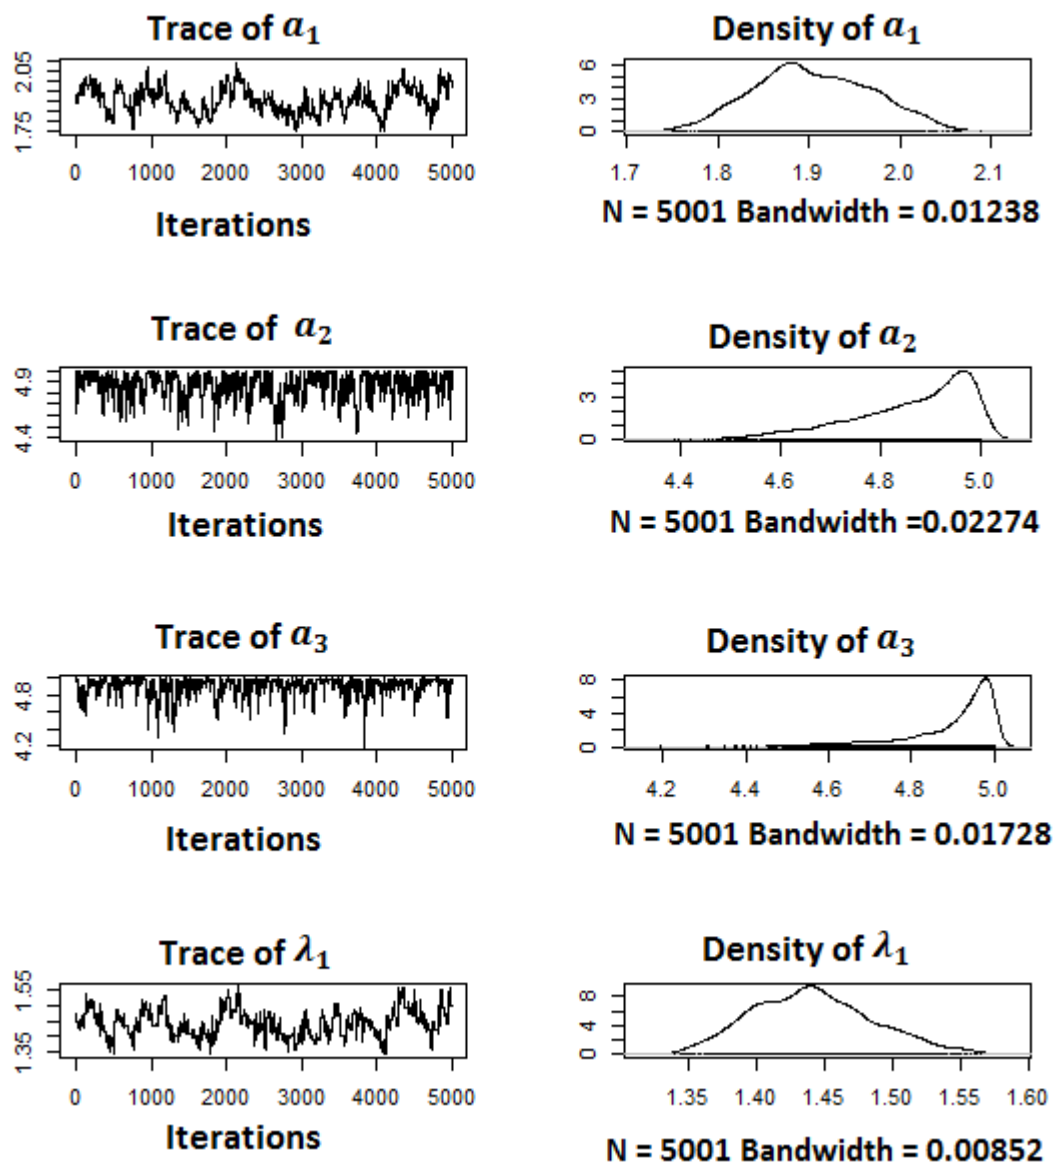 Trace of a₁ Density of a₁
2.05
1.75
6
3
0
0 1000 2000 3000 4000 5000
1.7 1.8 1.9 2.0 2.1
Iterations
N = 5001 Bandwidth = 0.01238
Trace of a₂ Density of a₂
4.9
4.4
3
0
0 1000 2000 3000 4000 5000
4.4 4.6 4.8 5.0
Iterations
N = 5001 Bandwidth =0.02274
Trace of a₃ Density of a₃
4.8
4.2
8
4
0
0 1000 2000 3000 4000 5000
4.2 4.4 4.6 4.8 5.0
Iterations
N = 5001 Bandwidth = 0.01728
Trace of λ₁ Density of λ₁
1.55
1.35
8
4
0
0 1000 2000 3000 4000 5000
1.35 1.40 1.45 1.50 1.55 1.60
Iterations
N = 5001 Bandwidth = 0.00852